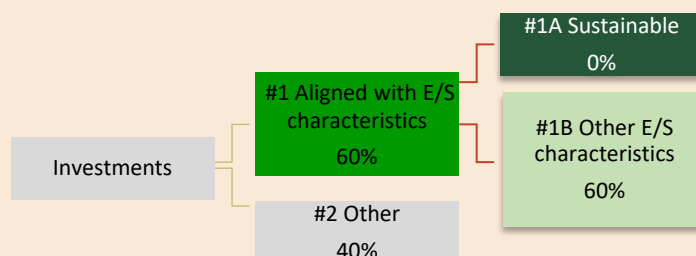 #1A Sustainable
0%
#1 Aligned with E/S
characteristics
60%
#1B Other E/S
characteristics
60%
Investments
#2 Other
40%